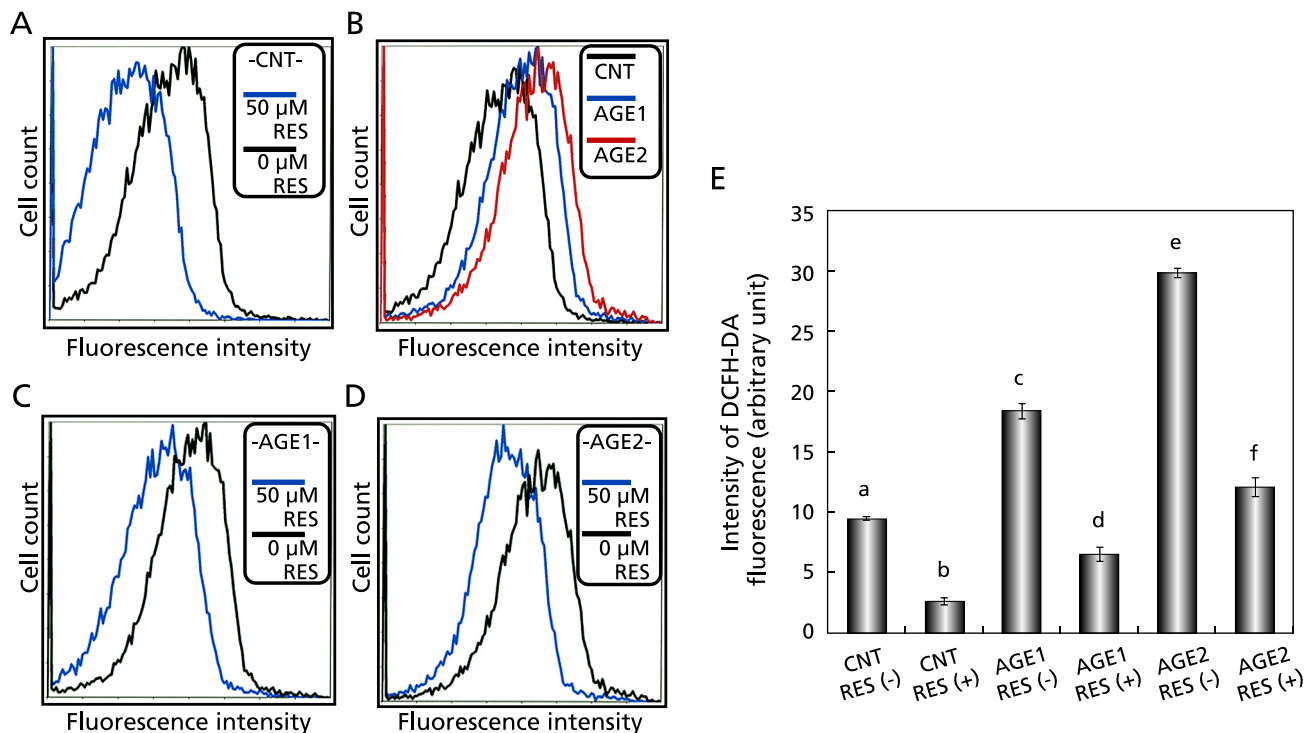 A
-CNT-
50 µM
RES
0 µM
RES
Cell count
Fluorescence intensity
B
CNT
AGE1
AGE2
Cell count
Fluorescence intensity
C
-AGE1-
50 µM
RES
0 µM
RES
Cell count
Fluorescence intensity
D
-AGE2-
50 µM
RES
0 µM
RES
Cell count
Fluorescence intensity
E
Intensity of DCFH-DA
fluorescence (arbitrary unit)
35
30
25
20
15
10
5
0
a
b
c
d
e
f
CNT
RES (-)
CNT
RES (+)
AGE1
RES (-)
AGE1
RES (+)
AGE2
RES (-)
AGE2
RES (+)